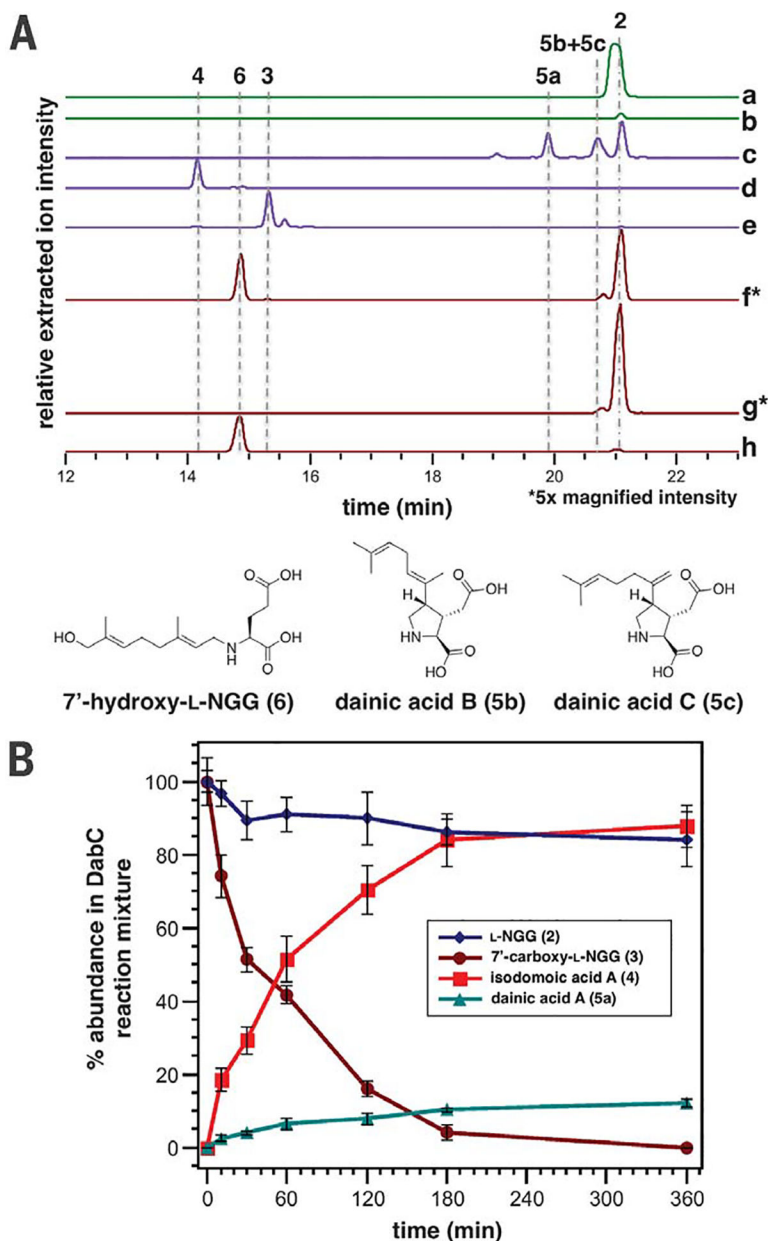 A
4
6
3
5a
5b+5c
2
a
b
c
d
e
f*
g*
h
relative extracted ion intensity
12
14
16
18
20
22
time (min)
*5x magnified intensity
HO
N
H
O
OH
OH
O
H
HN
O
OH
O
HO
H
HN
O
OH
O
HO
7'-hydroxy-L-NGG (6)
dainic acid B (5b)
dainic acid C (5c)
B
% abundance in DabC
reaction mixture
100
80
60
40
20
0
L-NGG (2)
7'-carboxy-L-NGG (3)
isodomoic acid A (4)
dainic acid A (5a)
0
60
120
180
240
300
360
time (min)